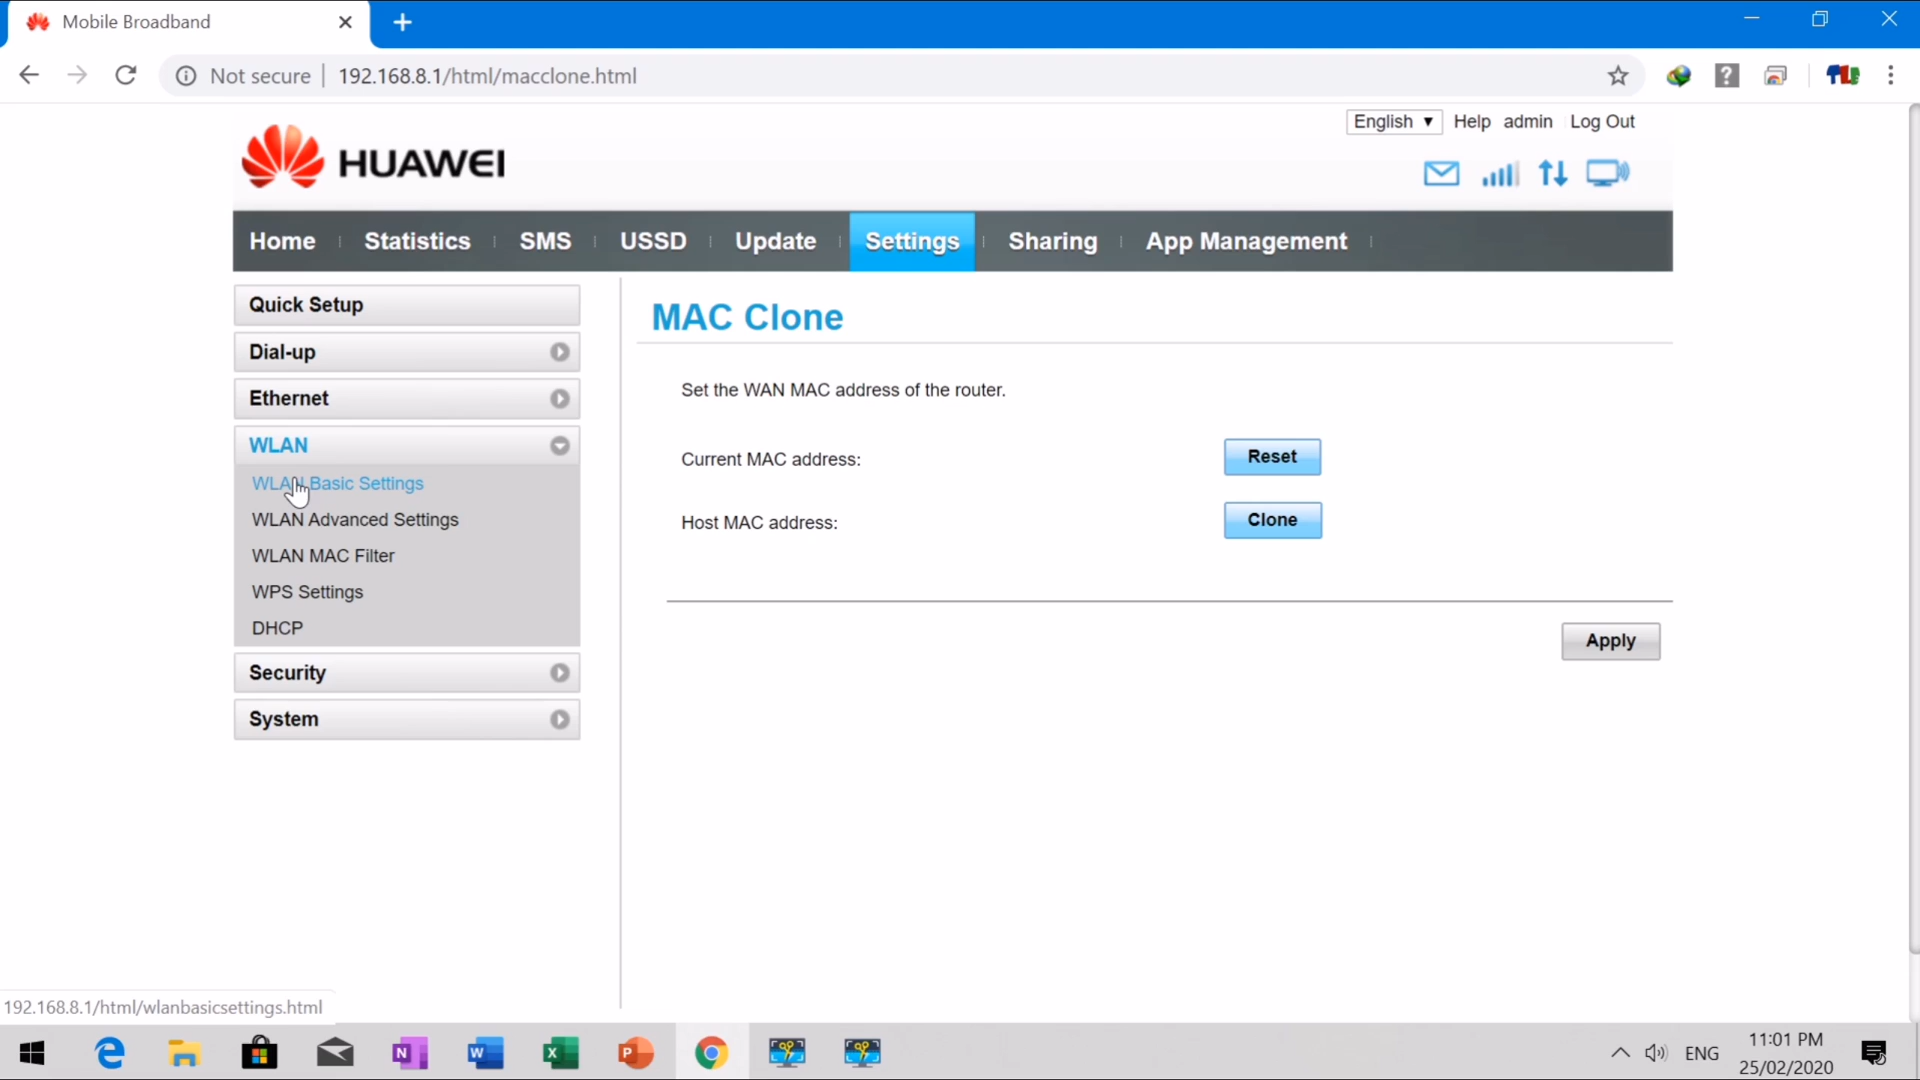 Mobile Broadband
Not secure
192.168.8.1/html/macclone.html
English ▼ Help admin Log Out
HUAWEI
Home Statistics SMS USSD Update Settings Sharing App Management
Quick Setup
Dial-up
Ethernet
WLAN
WLAN Basic Settings
WLAN Advanced Settings
WLAN MAC Filter
WPS Settings
DHCP
Security
System
MAC Clone
Set the WAN MAC address of the router.
Current MAC address:
Reset
Host MAC address:
Clone
Apply
192.168.8.1/html/wlanbasicsettings.html
ENG
11:01 PM
25/02/2020